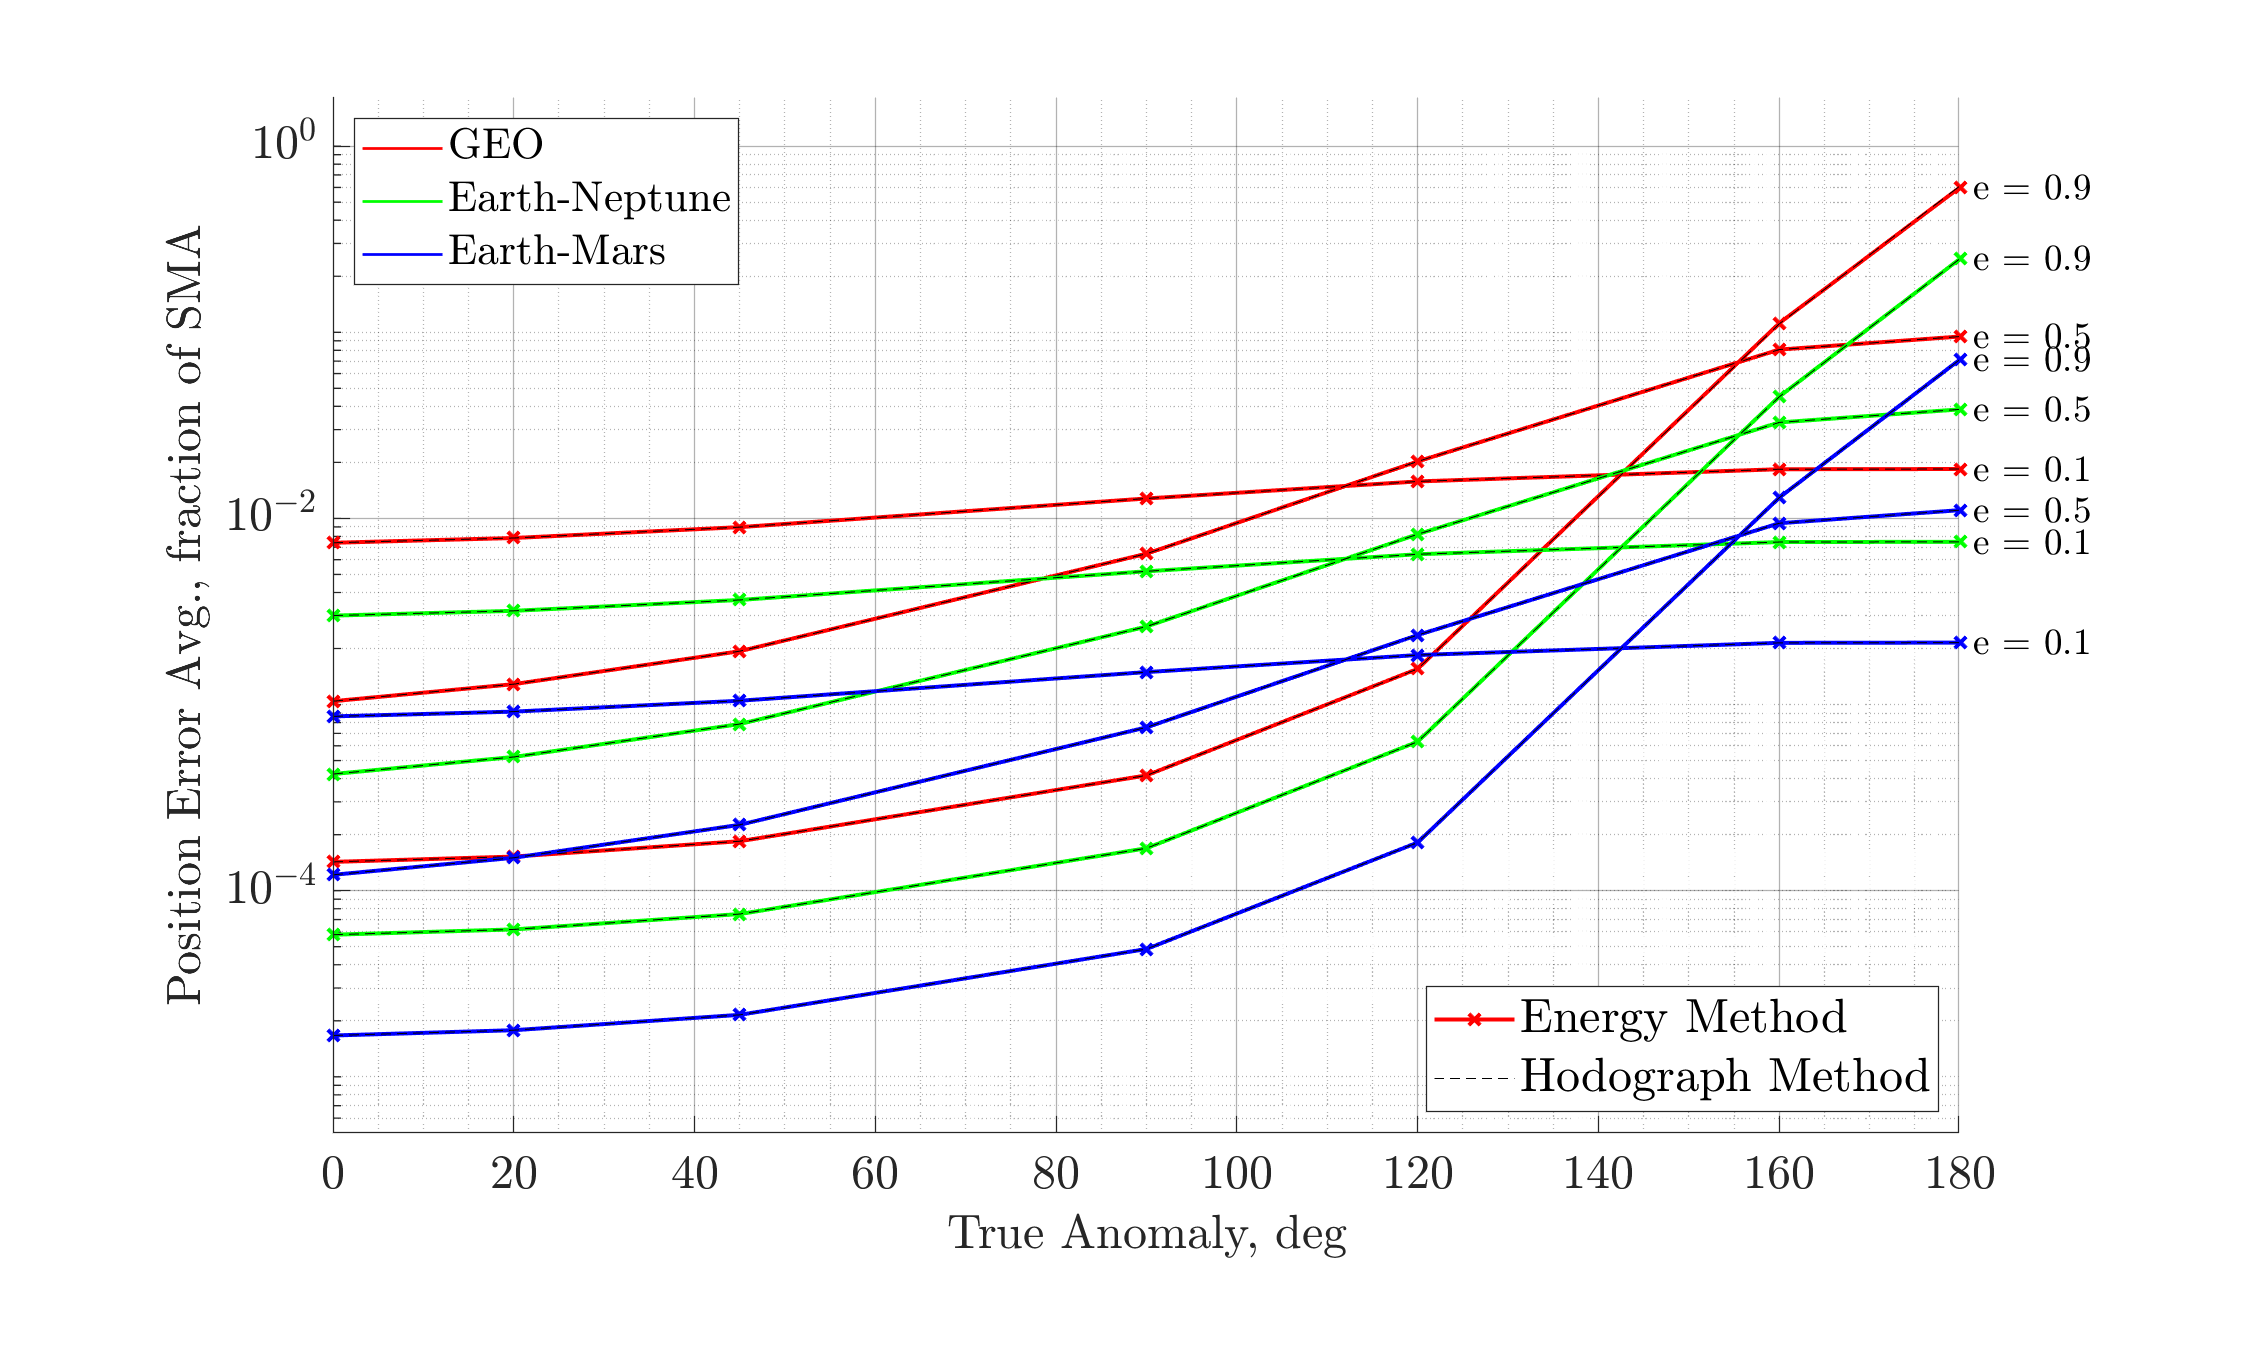 GEO
Earth-Neptune
Earth-Mars
10^0
10^{-2}
10^{-4}
Position Error Avg., fraction of SMA
e = 0.9
e = 0.9
e = 0.5
e = 0.9
e = 0.5
e = 0.1
e = 0.5
e = 0.1
e = 0.1
Energy Method
Hodograph Method
0 20 40 60 80 100 120 140 160 180
True Anomaly, deg